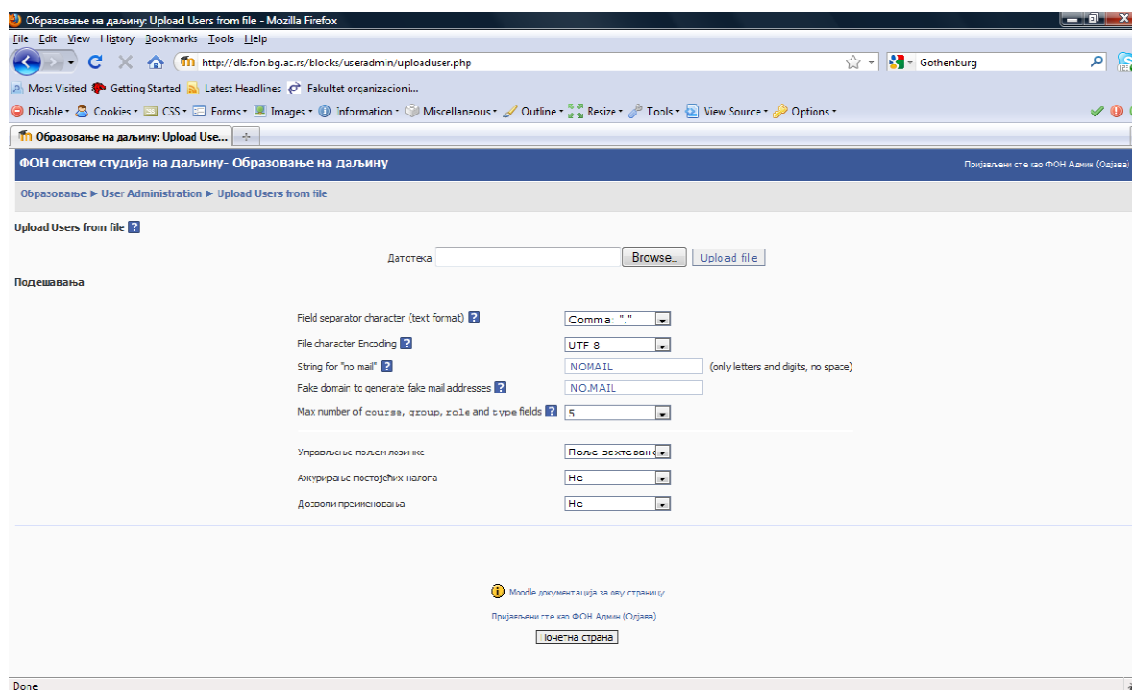 Образовање на даљину: Upload Users from file - Mozilla Firefox
File Edit View History Bookmarks Tools Help
http://dls.fon.bg.ac.rs/blocks/useradmin/uploaduser.php Gothenburg
Most Visited Getting Started Latest Headlines Fakultet organizacioni...
Disable Cookies CSS Forms Images Information Miscellaneous Outline Resize Tools View Source Options
Образовање на даљину: Upload Use...
ФОН систем студија на даљину- Образовање на даљину Пријављени сте као ФОН Админ (Одјава)
Образовање ► User Administration ► Upload Users from file
Upload Users from file ?
Датотека Browse... Upload file
Подешавања
Field separator character (text format) ? Comma: ","
File character Encoding ? UTF 8
String for "no mail" ? NOMAIL (only letters and digits, no space)
Fake domain to generate fake mail addresses ? NO.MAIL
Max number of course, group, role and type fields ? 5
Управљање пољем лозинке Поље захтевано
Ажурирање постојећих налога Не
Дозволи преименовања Не
Moodle документација за ову страницу
Пријављени сте као ФОН Админ (Одјава)
Почетна страна
Done